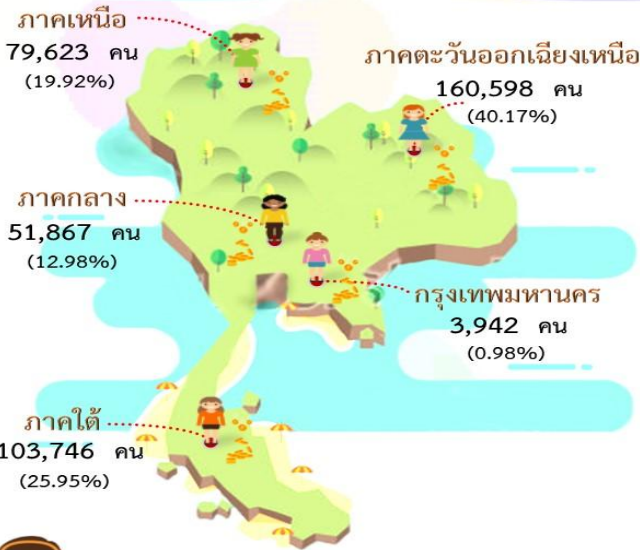 ภาคเหนือ
79,623 คน
(19.92%)
ภาคตะวันออกเฉียงเหนือ
160,598 คน
(40.17%)
ภาคกลาง
51,867 คน
(12.98%)
กรุงเทพมหานคร
3,942 คน
(0.98%)
ภาคใต้
103,746 คน
(25.95%)